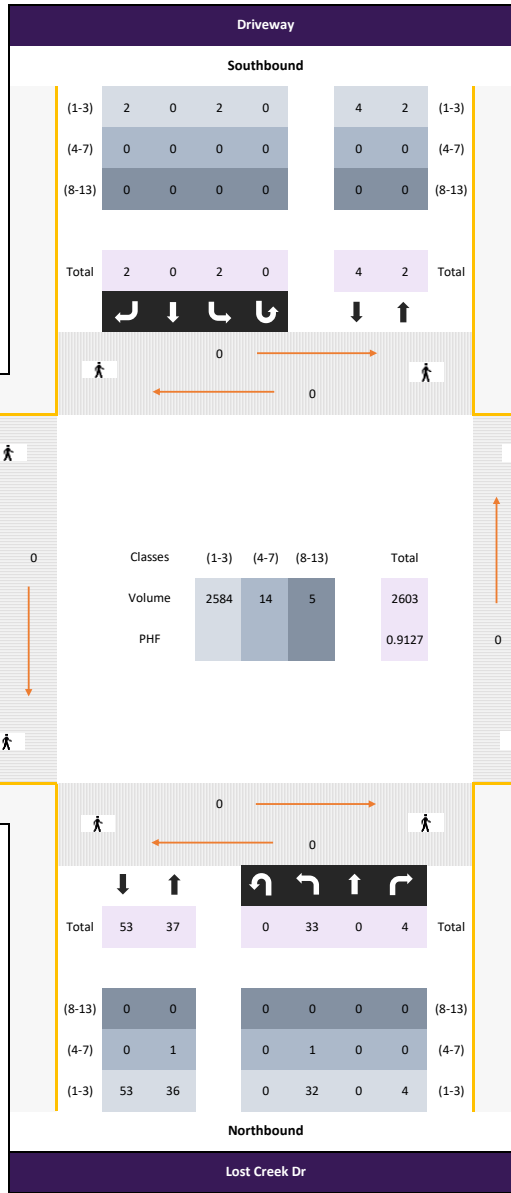 Driveway
Southbound
(1-3) 2 0 2 0 4 2 (1-3)
(4-7) 0 0 0 0 0 0 (4-7)
(8-13) 0 0 0 0 0 0 (8-13)
Total 2 0 2 0 4 2 Total
0
0
Classes (1-3) (4-7) (8-13) Total
0
Volume 2584 14 5 2603
PHF 0.9127
0
0
0
Total 53 37 0 33 0 4 Total
(8-13) 0 0 0 0 0 0 (8-13)
(4-7) 0 1 0 1 0 0 (4-7)
(1-3) 53 36 0 32 0 4 (1-3)
Northbound
Lost Creek Dr